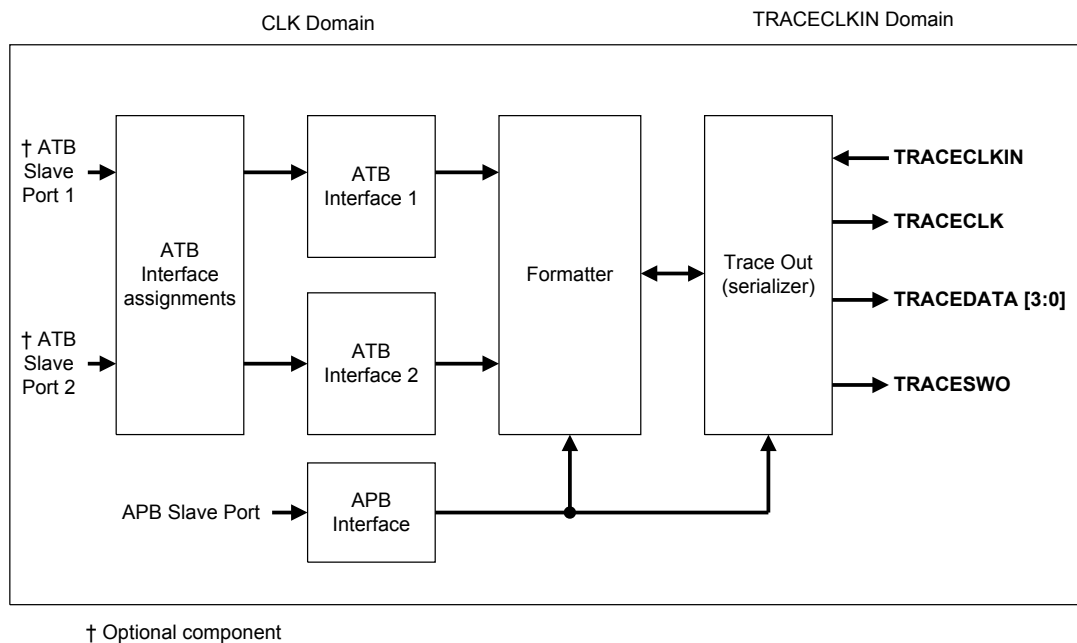 CLK Domain
TRACECLKIN Domain
† ATB
Slave
Port 1
† ATB
Slave
Port 2
ATB
Interface
assignments
ATB
Interface 1
ATB
Interface 2
APB Slave Port
APB
Interface
Formatter
Trace Out
(serializer)
TRACECLKIN
TRACECLK
TRACEDATA [3:0]
TRACESWO
† Optional component